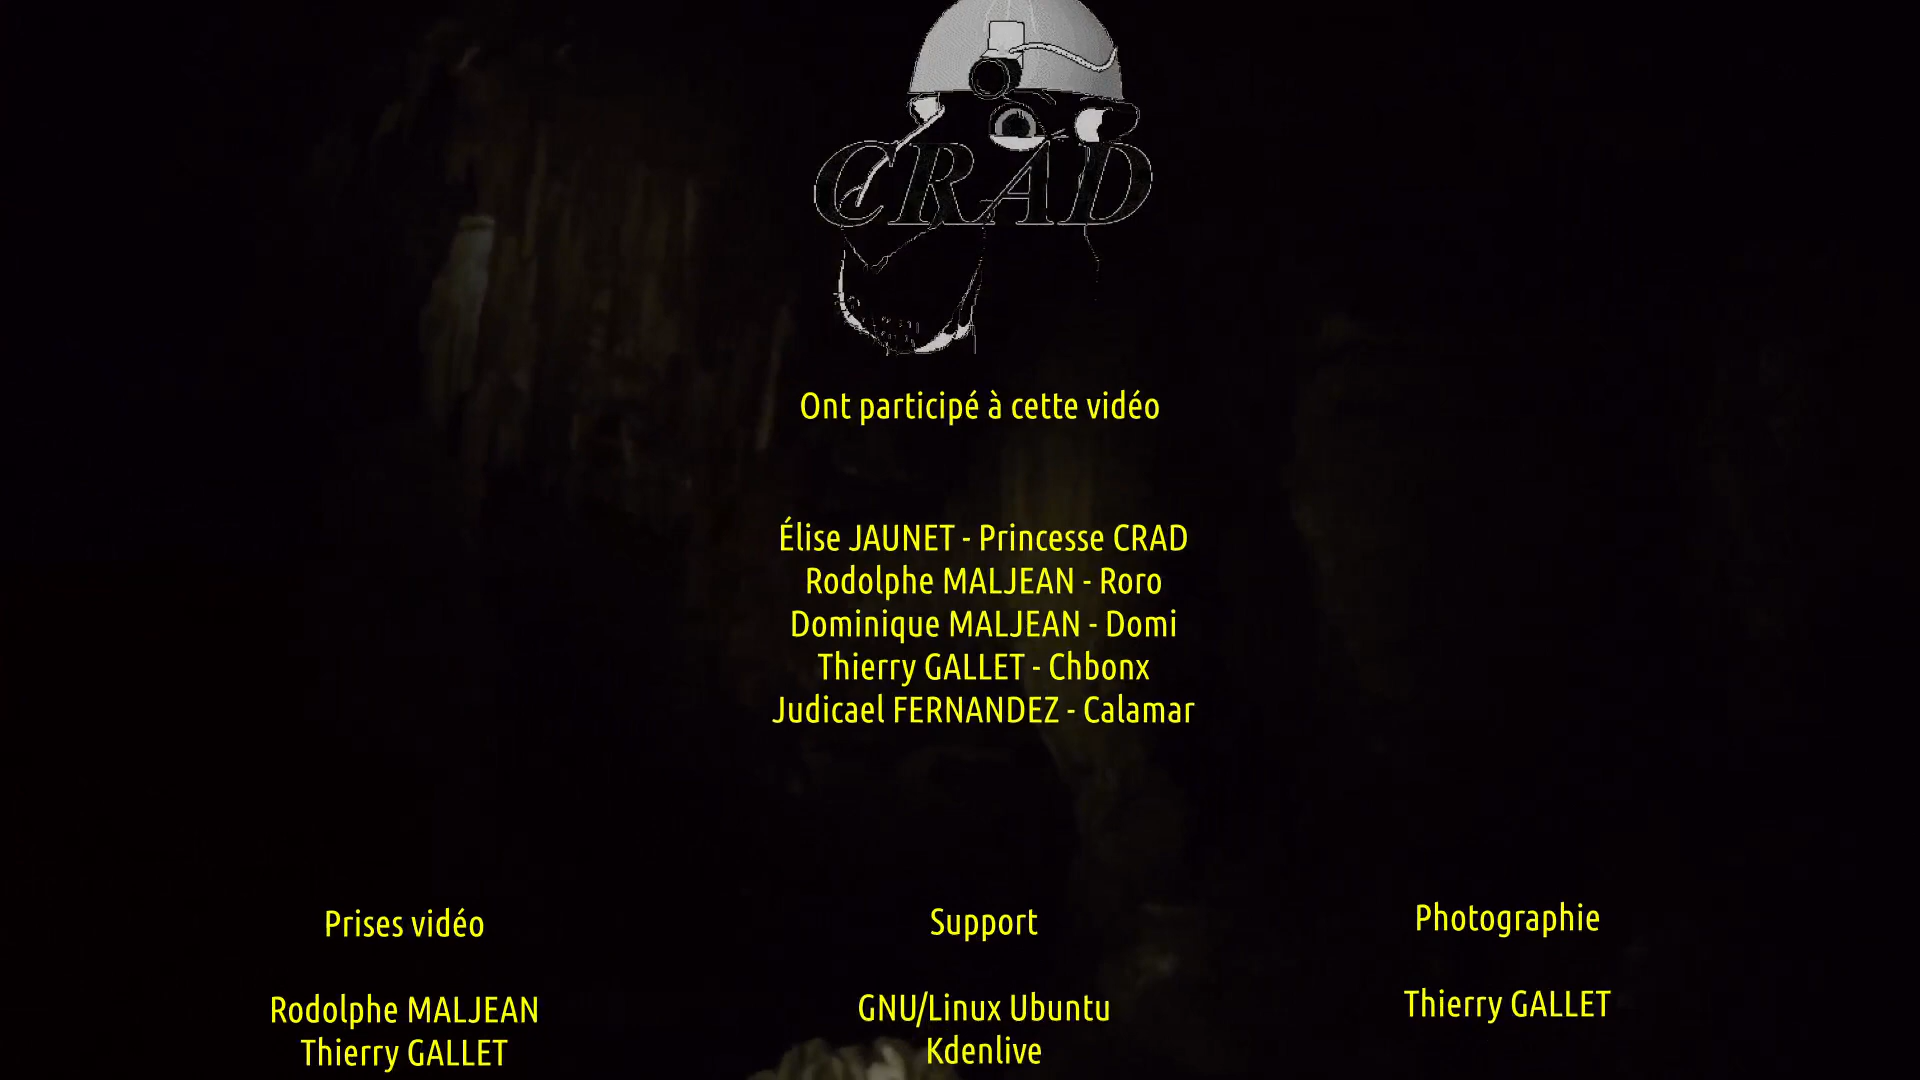 CRAD
Ont participé à cette vidéo
Élise JAUNET - Princesse CRAD
Rodolphe MALJEAN - Roro
Dominique MALJEAN - Domi
Thierry GALLET - Chbonx
Judicael FERNANDEZ - Calamar
Prises vidéo
Rodolphe MALJEAN
Thierry GALLET
Support
GNU/Linux Ubuntu
Kdenlive
Photographie
Thierry GALLET